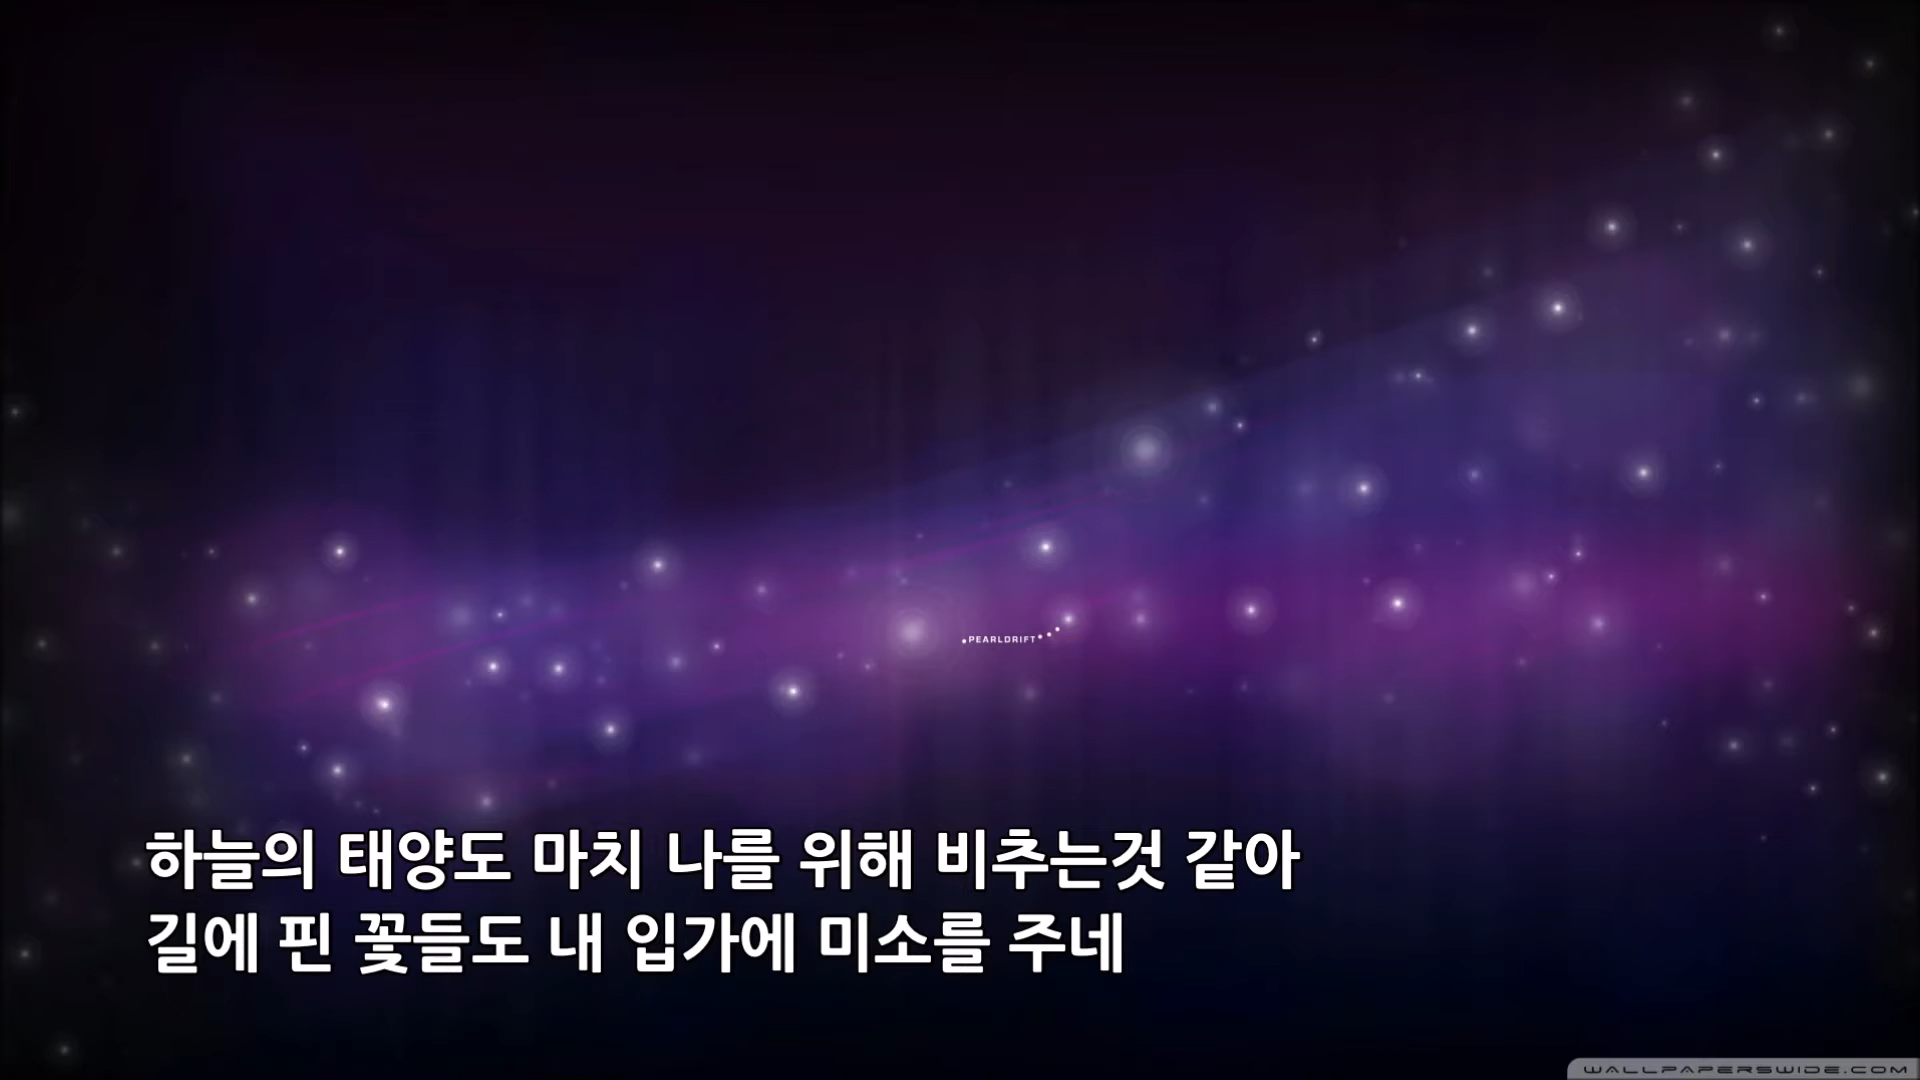 PEARLDRIFT
하늘의 태양도 마치 나를 위해 비추는것 같아
길에 핀 꽃들도 내 입가에 미소를 주네
WALLPAPERSWIDE.COM